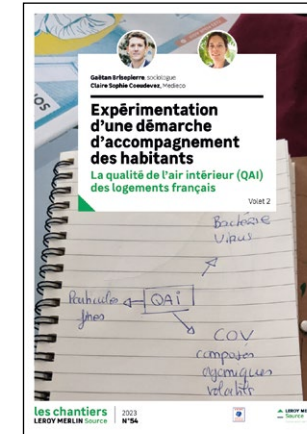 Gaëtan Brisepierre, sociologue
Claire Sophie Coeudevez, Medieco
Expérimentation
d'une démarche
d'accompagnement
des habitants
La qualité de l'air intérieur (QAI)
des logements français
Volet 2
Bactérie
Virus
Particules
fines
QAI
COV
composés
organiques
volatils
les chantiers
LEROY MERLIN Source
2023
N°54
Source